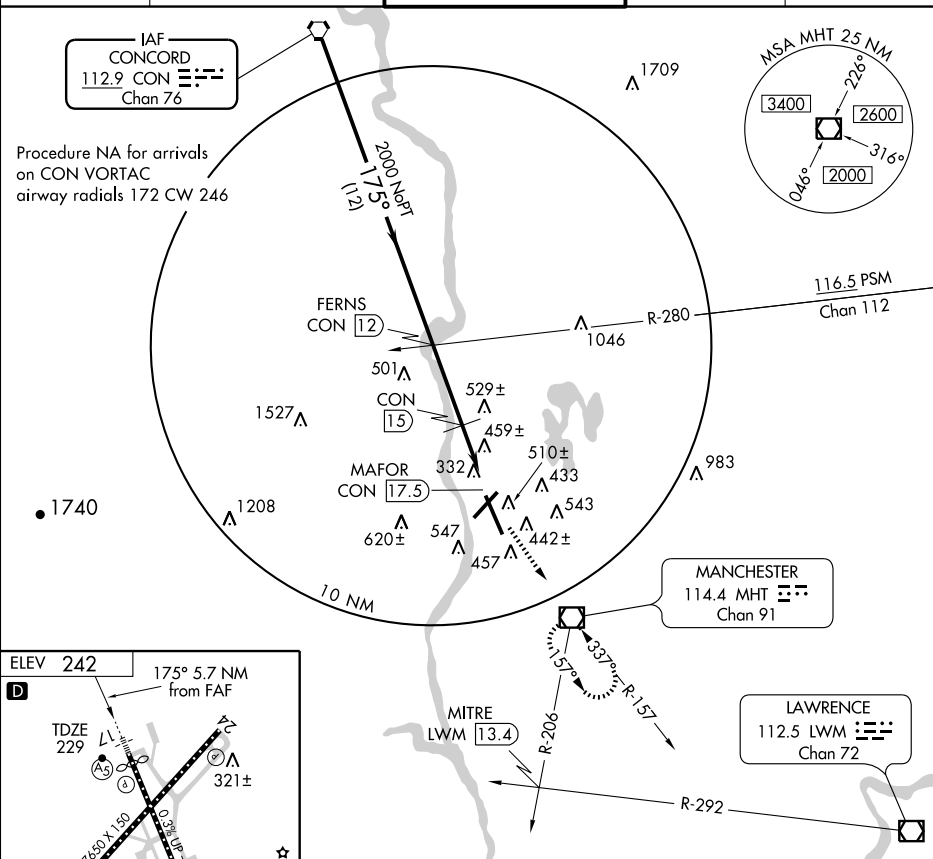 IAF
CONCORD
112.9 CON
Chan 76
Procedure NA for arrivals
on CON VORTAC
airway radials 172 CW 246
2000 NoPT
175°
(12)
1709
MSA MHT 25 NM
226°
3400
2600
316°
046°
2000
116.5 PSM
Chan 112
R-280
FERNS
CON 12
1046
501
CON
15
529±
1527
459±
332
510±
433
MAFOR
CON 17.5
983
543
1740
1208
620±
547
442±
457
10 NM
MANCHESTER
114.4 MHT
Chan 91
337°
157°
R-157
R-206
MITRE
LWM 13.4
LAWRENCE
112.5 LWM
Chan 72
R-292
ELEV 242
D
175° 5.7 NM
from FAF
TDZE
229
17
24
A5
P
P
321±
7650 X 150
0.3% UP